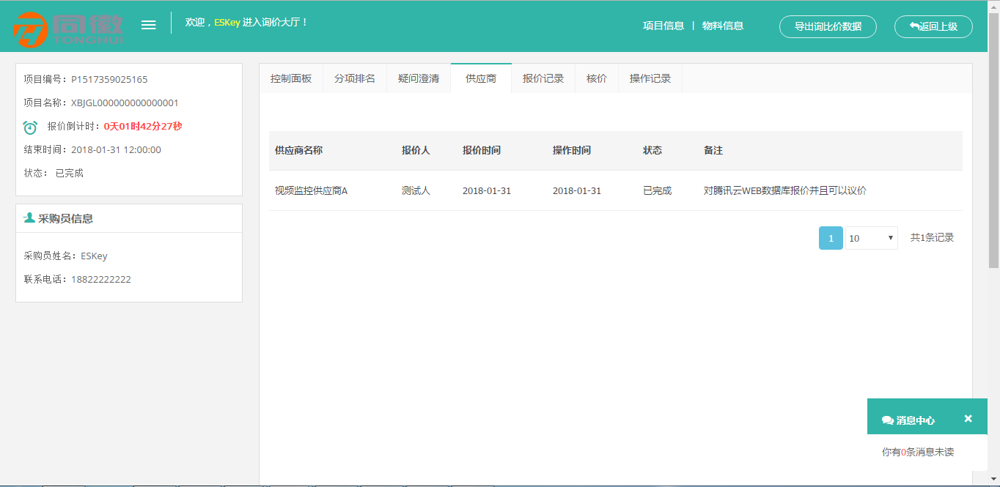 同徽
TONGHUI
欢迎，ESKey 进入询价大厅！
项目信息 | 物料信息
导出询比价数据
返回上级
项目编号：P1517359025165
项目名称：XBJGL000000000000001
报价倒计时：0天01时42分27秒
结束时间：2018-01-31 12:00:00
状态： 已完成
采购员信息
采购员姓名：ESKey
联系电话：18822222222
控制面板 分项排名 疑问澄清 供应商 报价记录 核价 操作记录
供应商名称 报价人 报价时间 操作时间 状态 备注
视频监控供应商A 测试人 2018-01-31 2018-01-31 已完成 对腾讯云WEB数据库报价并且可以议价
1 10 共1条记录
消息中心
你有0条消息未读